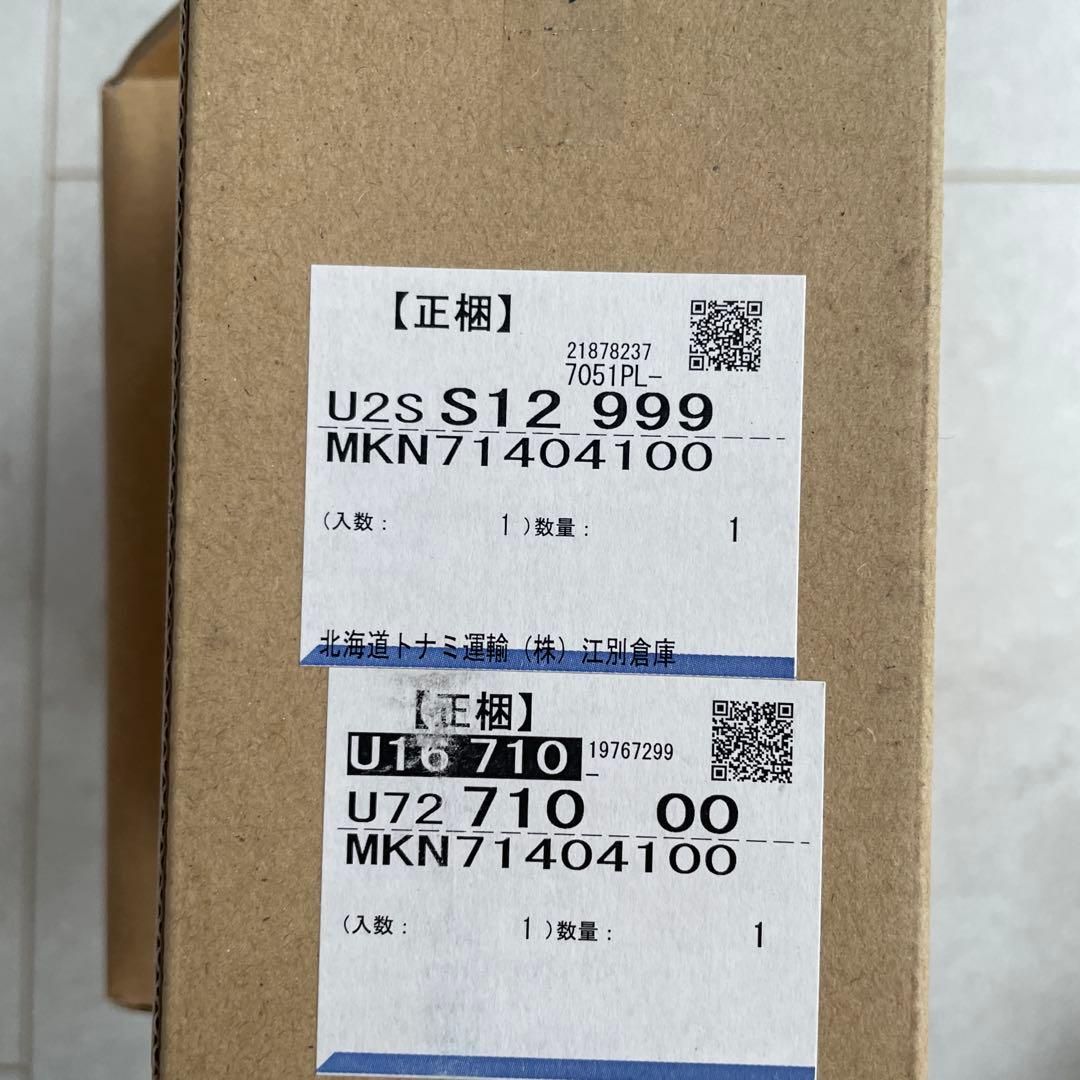 【正梱】
21878237
7051PL-
U2S S12 999
MKN71404100
(入数: 1)数量: 1
北海道トナミ運輸(株)江別倉庫
【正梱】
U16 710 19767299
-
U72 710 00
MKN71404100
(入数: 1)数量: 1